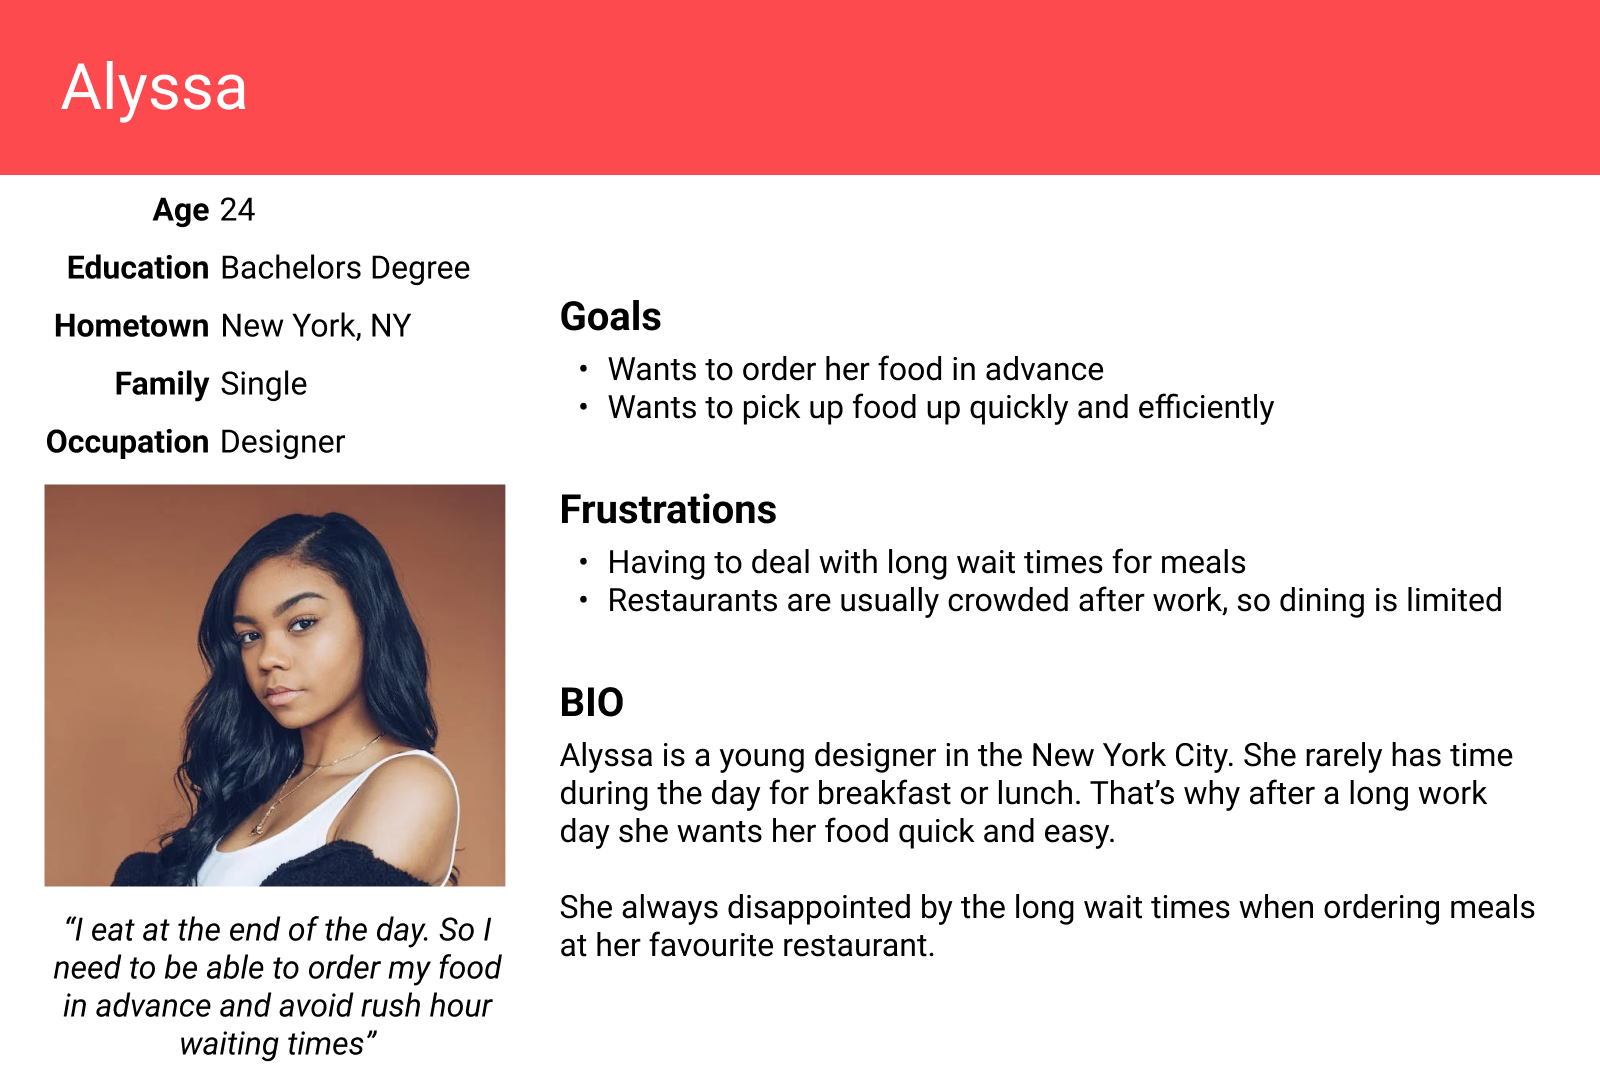 Alyssa
Age 24
Education Bachelors Degree
Hometown New York, NY
Family Single
Occupation Designer
“I eat at the end of the day. So I
need to be able to order my food
in advance and avoid rush hour
waiting times”
Goals
• Wants to order her food in advance
• Wants to pick up food up quickly and efficiently
Frustrations
• Having to deal with long wait times for meals
• Restaurants are usually crowded after work, so dining is limited
BIO
Alyssa is a young designer in the New York City. She rarely has time
during the day for breakfast or lunch. That’s why after a long work
day she wants her food quick and easy.
She always disappointed by the long wait times when ordering meals
at her favourite restaurant.